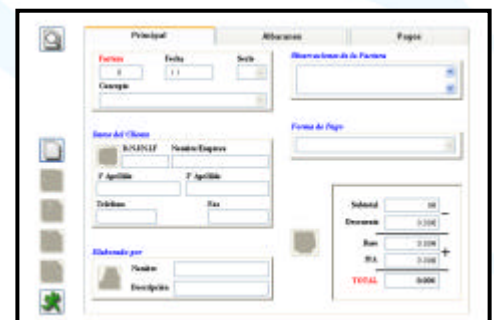 Principal Albaranes Pagos
Factura Fecha Serie
0 / /
Concepto
Observaciones de la Factura
Datos del Cliente
D.N.I/N.I.F Nombre/Empresa
1º Apellido 2º Apellido
Teléfono Fax
Forma de Pago
Elaborado por
Nombre
Descripción
Subtotal
Descuento
Base
IVA
TOTAL